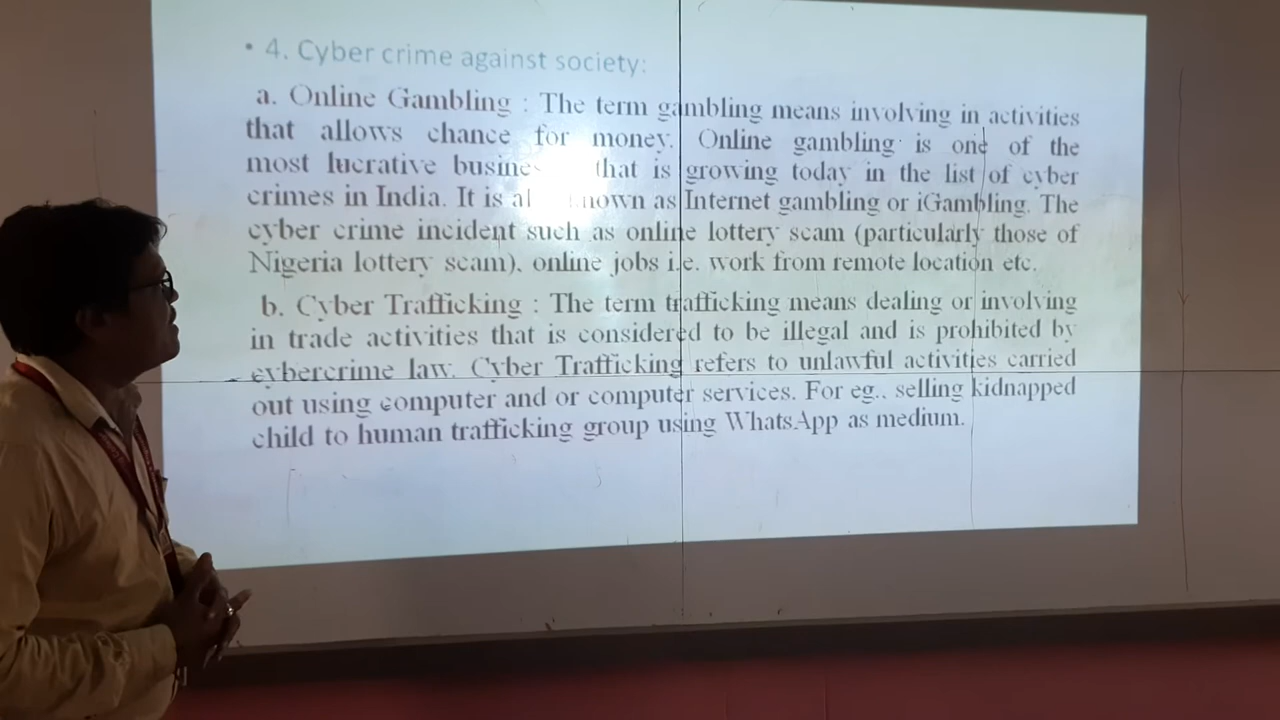 • 4. Cyber crime against society:
a. Online Gambling : The term gambling means involving in activities
that allows chance for money. Online gambling is one of the
most lucrative that is growing today in the list of cyber
crimes in India. It is as Internet gambling or iGambling. The
cyber crime incident such as online lottery scam (particularly those of
Nigeria lottery scam), online jobs i.e. work from remote location etc.
b. Cyber Trafficking : The term trafficking means dealing or involving
in trade activities that is considered to be illegal and is prohibited by
cybercrime law. Cyber Trafficking refers to unlawful activities carried
out using computer and or computer services. For eg., selling kidnapped
child to human trafficking group using WhatsApp as medium.